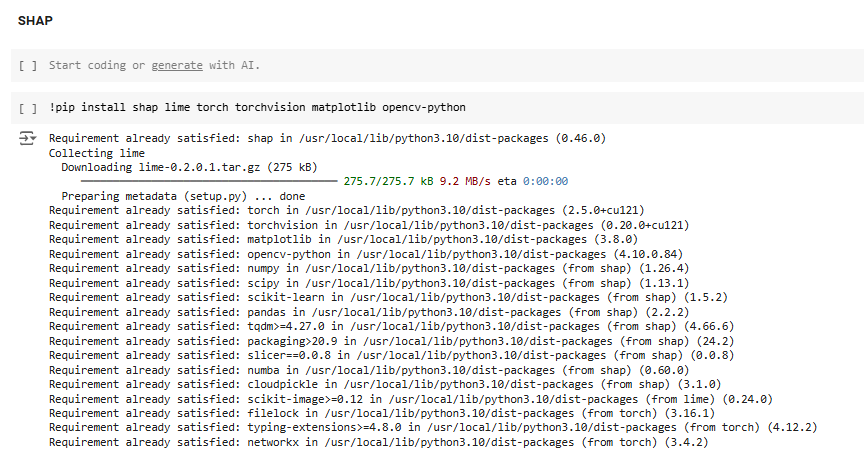 SHAP
[ ] Start coding or generate with AI.
[ ] !pip install shap lime torch torchvision matplotlib opencv-python
Requirement already satisfied: shap in /usr/local/lib/python3.10/dist-packages (0.46.0)
Collecting lime
Downloading lime-0.2.0.1.tar.gz (275 kB)
275.7/275.7 kB 9.2 MB/s eta 0:00:00
Preparing metadata (setup.py) ... done
Requirement already satisfied: torch in /usr/local/lib/python3.10/dist-packages (2.5.0+cu121)
Requirement already satisfied: torchvision in /usr/local/lib/python3.10/dist-packages (0.20.0+cu121)
Requirement already satisfied: matplotlib in /usr/local/lib/python3.10/dist-packages (3.8.0)
Requirement already satisfied: opencv-python in /usr/local/lib/python3.10/dist-packages (4.10.0.84)
Requirement already satisfied: numpy in /usr/local/lib/python3.10/dist-packages (from shap) (1.26.4)
Requirement already satisfied: scipy in /usr/local/lib/python3.10/dist-packages (from shap) (1.13.1)
Requirement already satisfied: scikit-learn in /usr/local/lib/python3.10/dist-packages (from shap) (1.5.2)
Requirement already satisfied: pandas in /usr/local/lib/python3.10/dist-packages (from shap) (2.2.2)
Requirement already satisfied: tqdm>=4.27.0 in /usr/local/lib/python3.10/dist-packages (from shap) (4.66.6)
Requirement already satisfied: packaging>20.9 in /usr/local/lib/python3.10/dist-packages (from shap) (24.2)
Requirement already satisfied: slicer==0.0.8 in /usr/local/lib/python3.10/dist-packages (from shap) (0.0.8)
Requirement already satisfied: numba in /usr/local/lib/python3.10/dist-packages (from shap) (0.60.0)
Requirement already satisfied: cloudpickle in /usr/local/lib/python3.10/dist-packages (from shap) (3.1.0)
Requirement already satisfied: scikit-image>=0.12 in /usr/local/lib/python3.10/dist-packages (from lime) (0.24.0)
Requirement already satisfied: filelock in /usr/local/lib/python3.10/dist-packages (from torch) (3.16.1)
Requirement already satisfied: typing-extensions>=4.8.0 in /usr/local/lib/python3.10/dist-packages (from torch) (4.12.2)
Requirement already satisfied: networkx in /usr/local/lib/python3.10/dist-packages (from torch) (3.4.2)